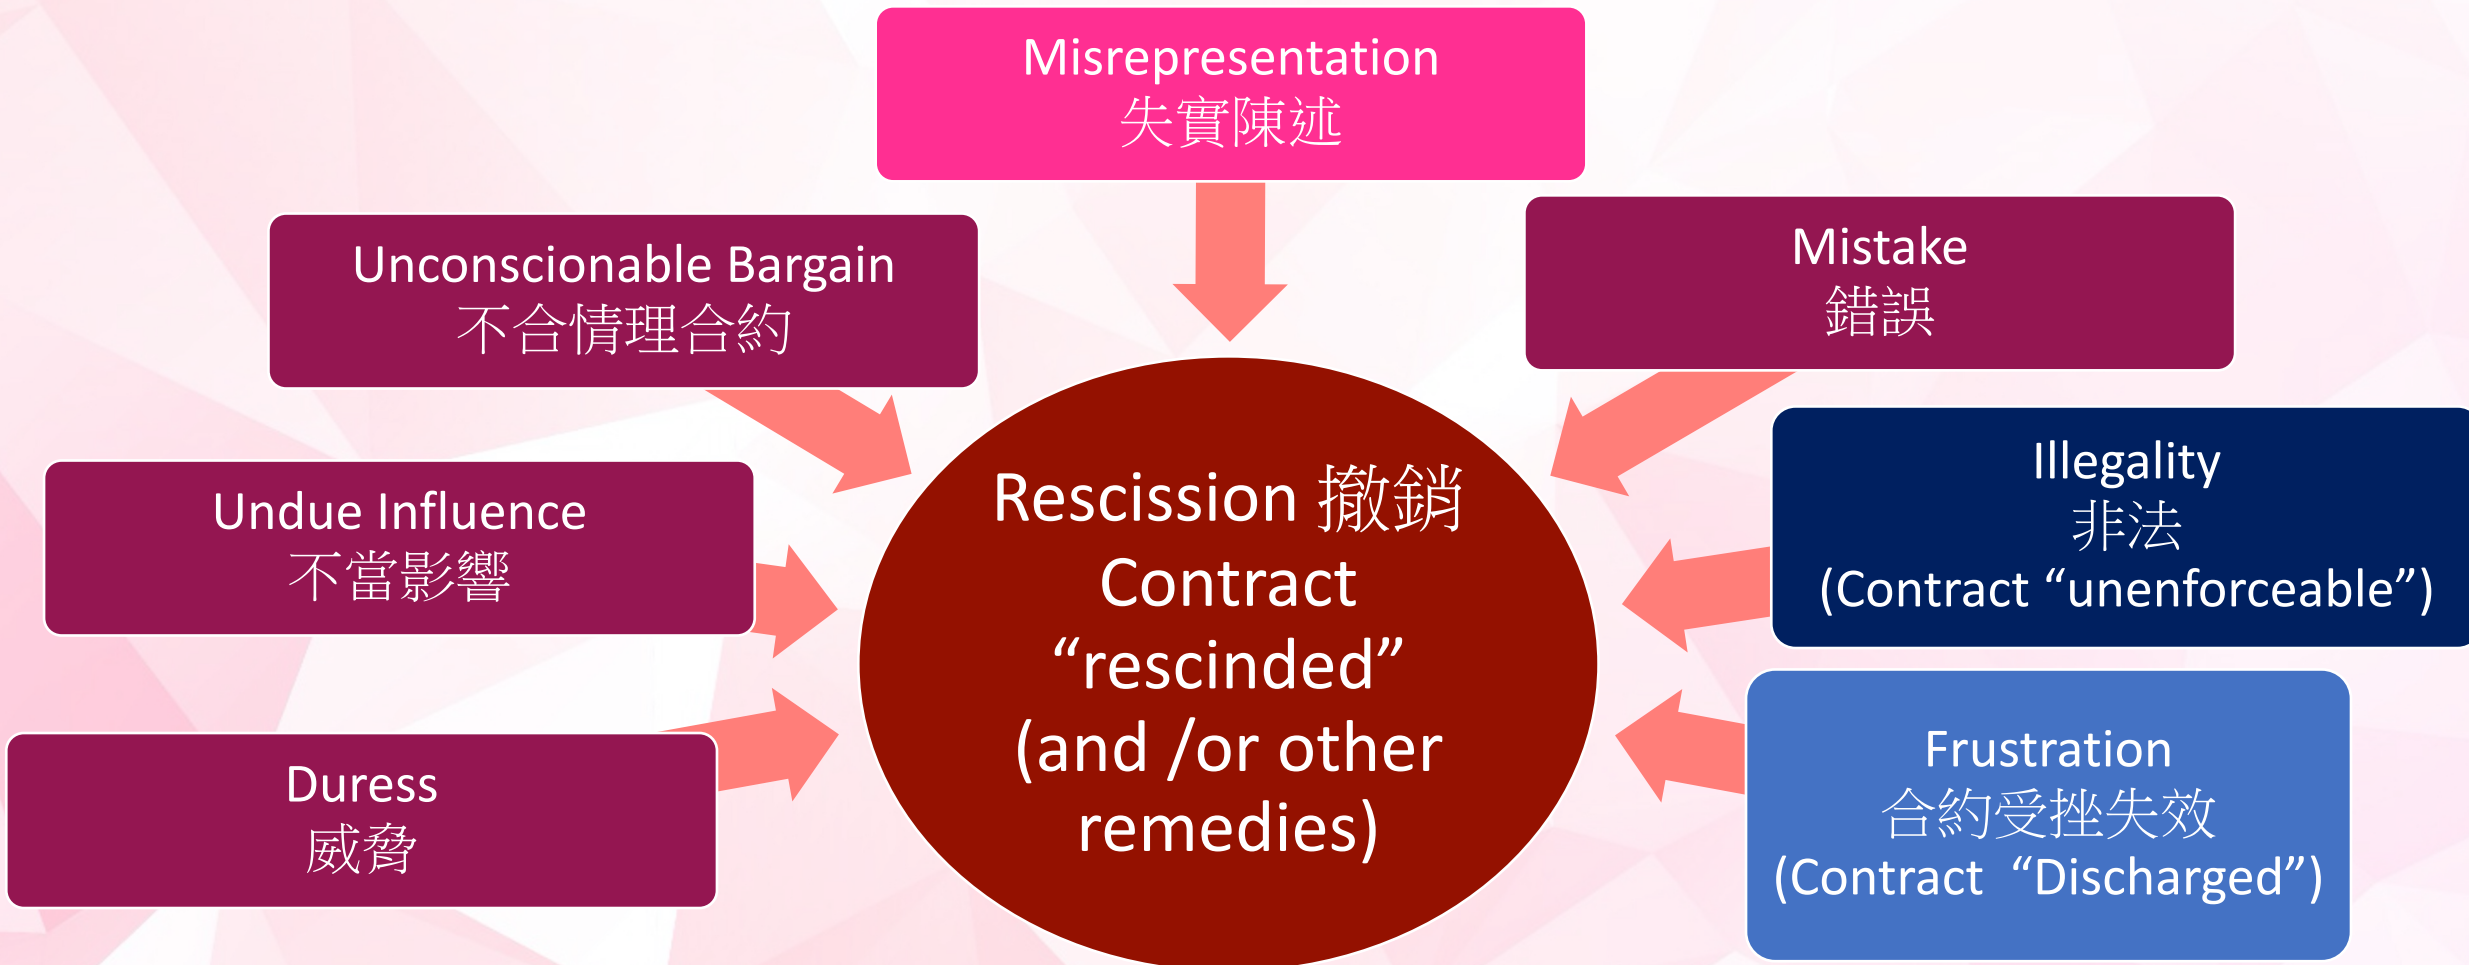 Misrepresentation
失實陳述
Unconscionable Bargain
不合情理合約
Mistake
錯誤
Undue Influence
不當影響
Illegality
非法
(Contract “unenforceable”)
Duress
威脅
Frustration
合約受挫失效
(Contract “Discharged”)
Rescission 撤銷
Contract
“rescinded”
(and /or other
remedies)